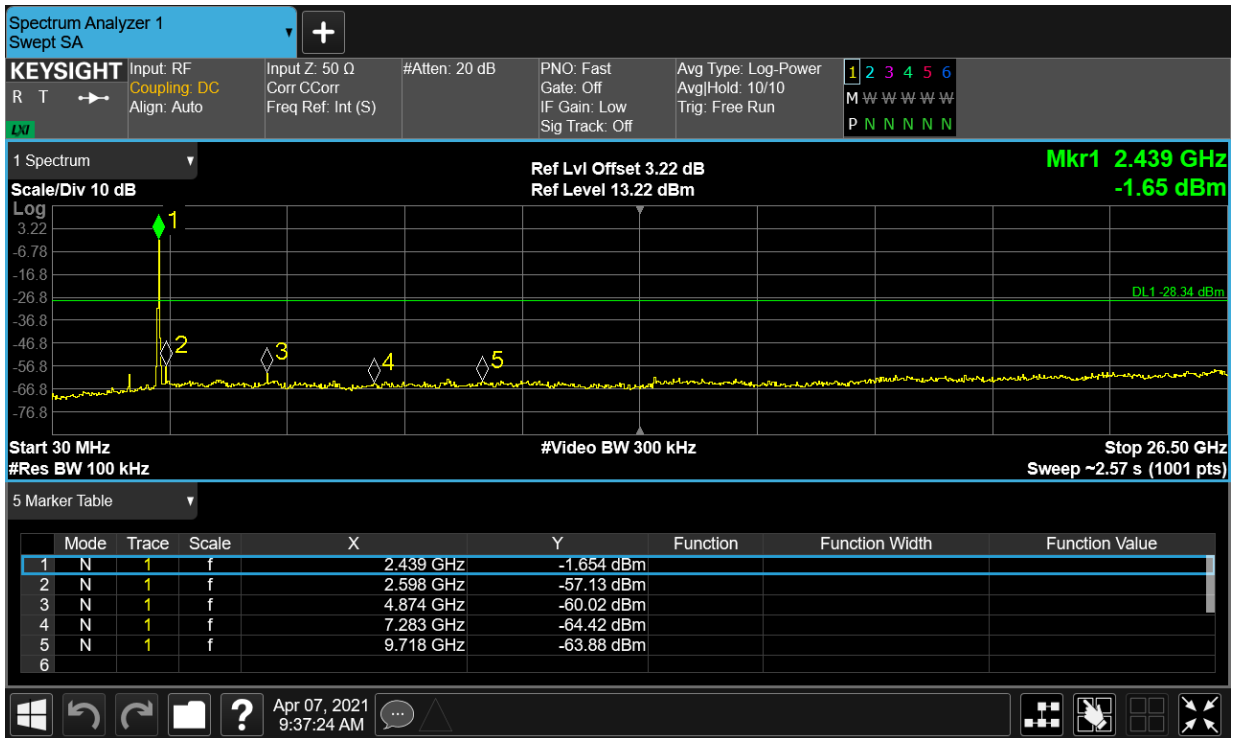 Spectrum Analyzer 1
Swept SA
KEYSIGHT
R T
LXI
Input: RF
Coupling: DC
Align: Auto
Input Z: 50 Ω
Corr CCorr
Freq Ref: Int (S)
#Atten: 20 dB
PNO: Fast
Gate: Off
IF Gain: Low
Sig Track: Off
Avg Type: Log-Power
Avg|Hold: 10/10
Trig: Free Run
1 2 3 4 5 6
M W W W W W
P N N N N N
1 Spectrum
Scale/Div 10 dB
Ref Lvl Offset 3.22 dB
Ref Level 13.22 dBm
Mkr1 2.439 GHz
-1.65 dBm
Log
3.22
-6.78
-16.8
-26.8
-36.8
-46.8
-56.8
-66.8
-76.8
1
2
3
4
5
DL1 -28.34 dBm
Start 30 MHz
#Video BW 300 kHz
Stop 26.50 GHz
#Res BW 100 kHz
Sweep ~2.57 s (1001 pts)
5 Marker Table
Mode Trace Scale X Y Function Function Width Function Value
1 N 1 f 2.439 GHz -1.654 dBm
2 N 1 f 2.598 GHz -57.13 dBm
3 N 1 f 4.874 GHz -60.02 dBm
4 N 1 f 7.283 GHz -64.42 dBm
5 N 1 f 9.718 GHz -63.88 dBm
6
?
Apr 07, 2021
9:37:24 AM